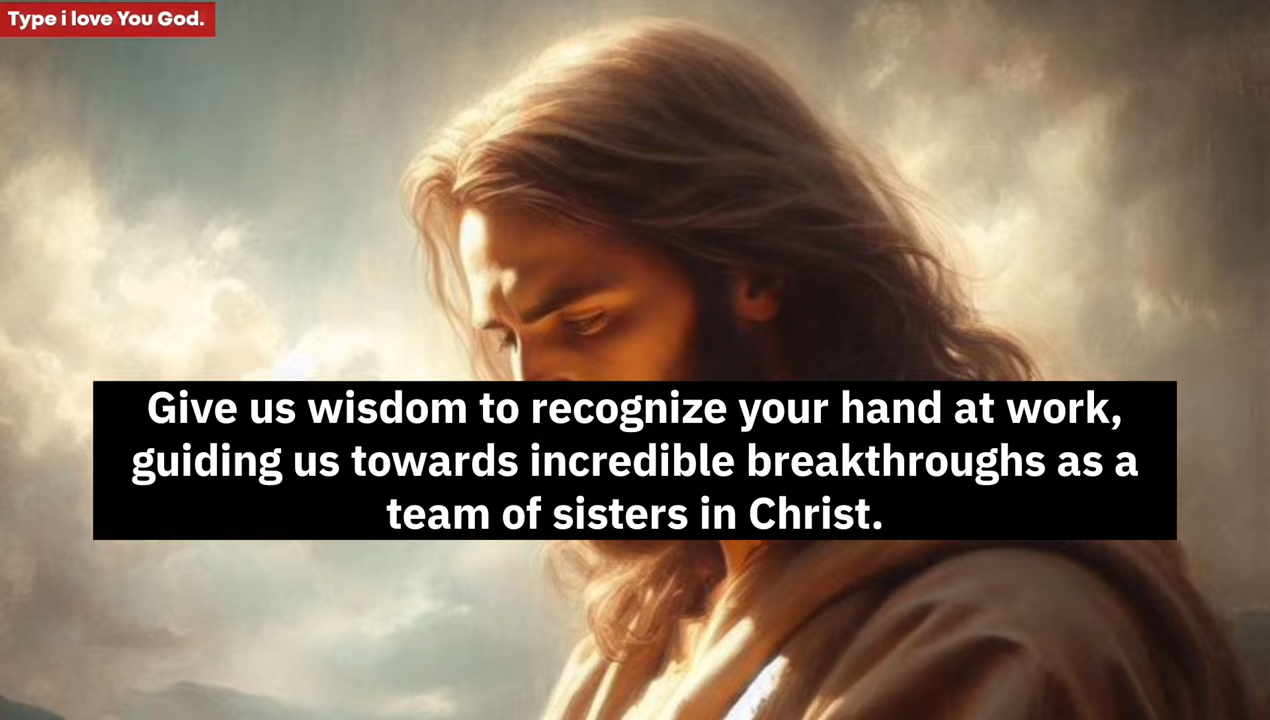 Type i love You God.
Give us wisdom to recognize your hand at work,
guiding us towards incredible breakthroughs as a
team of sisters in Christ.